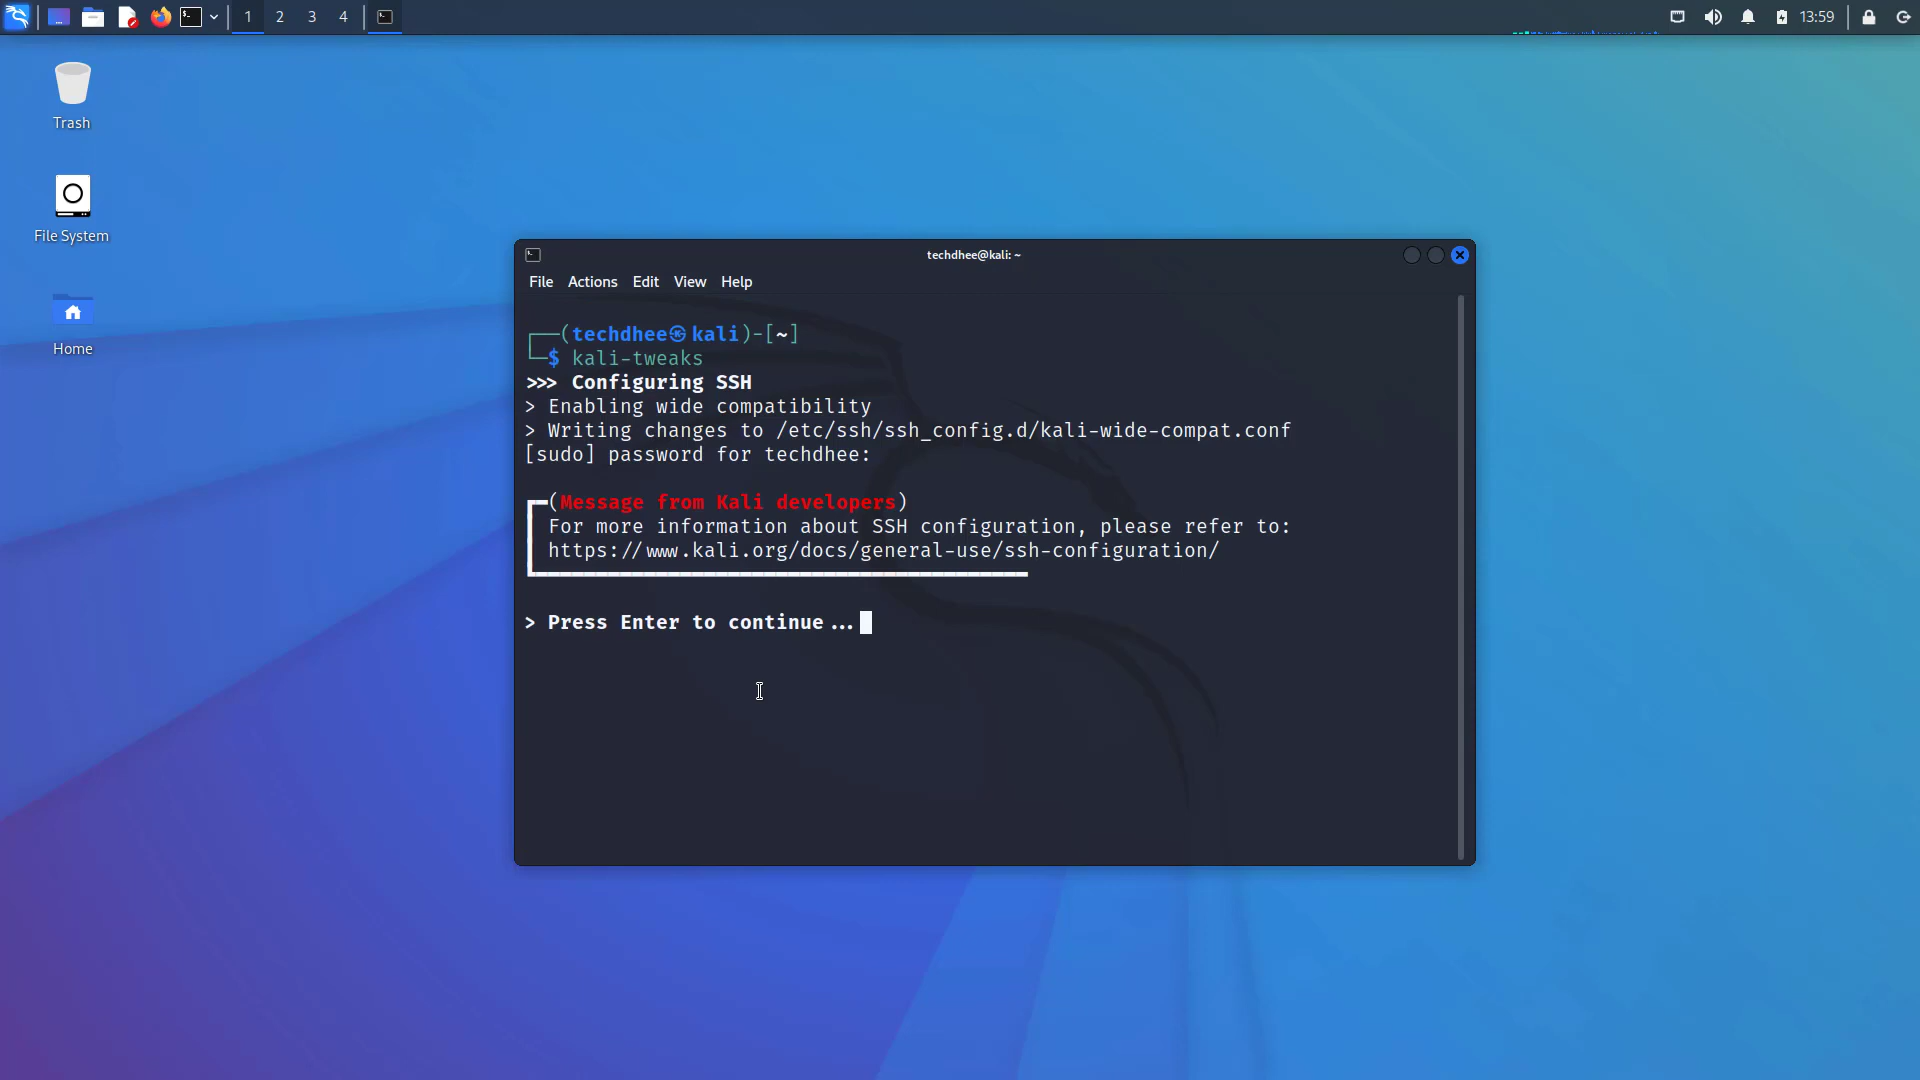 1 2 3 4
13:59
Trash
File System
Home
techdhee@kali: ~
File Actions Edit View Help
┌──(techdhee㉿kali)-[~]
└─$ kali-tweaks
>>> Configuring SSH
> Enabling wide compatibility
> Writing changes to /etc/ssh/ssh_config.d/kali-wide-compat.conf
[sudo] password for techdhee:
┏━(Message from Kali developers)
┃ For more information about SSH configuration, please refer to:
┃ https://www.kali.org/docs/general-use/ssh-configuration/
> Press Enter to continue...